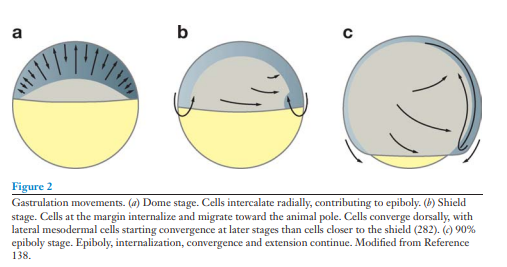 a
b
c
Figure 2
Gastrulation movements. (a) Dome stage. Cells intercalate radially, contributing to epiboly. (b) Shield
stage. Cells at the margin internalize and migrate toward the animal pole. Cells converge dorsally, with
lateral mesodermal cells starting convergence at later stages than cells closer to the shield (282). (c) 90%
epiboly stage. Epiboly, internalization, convergence and extension continue. Modified from Reference
138.